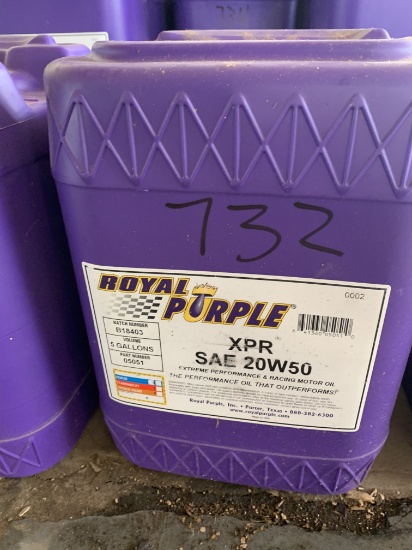 732
ROYAL
PURPLE
0002
BATCH NUMBER
B18403
VOLUME
5 GALLONS
PART NUMBER
05051
XPR
SAE 20W50
EXTREME PERFORMANCE & RACING MOTOR OIL
THE PERFORMANCE OIL THAT OUTPERFORMS!
Royal Purple, Inc. • Porter, Texas • 888-382-6300
www.royalpurple.com